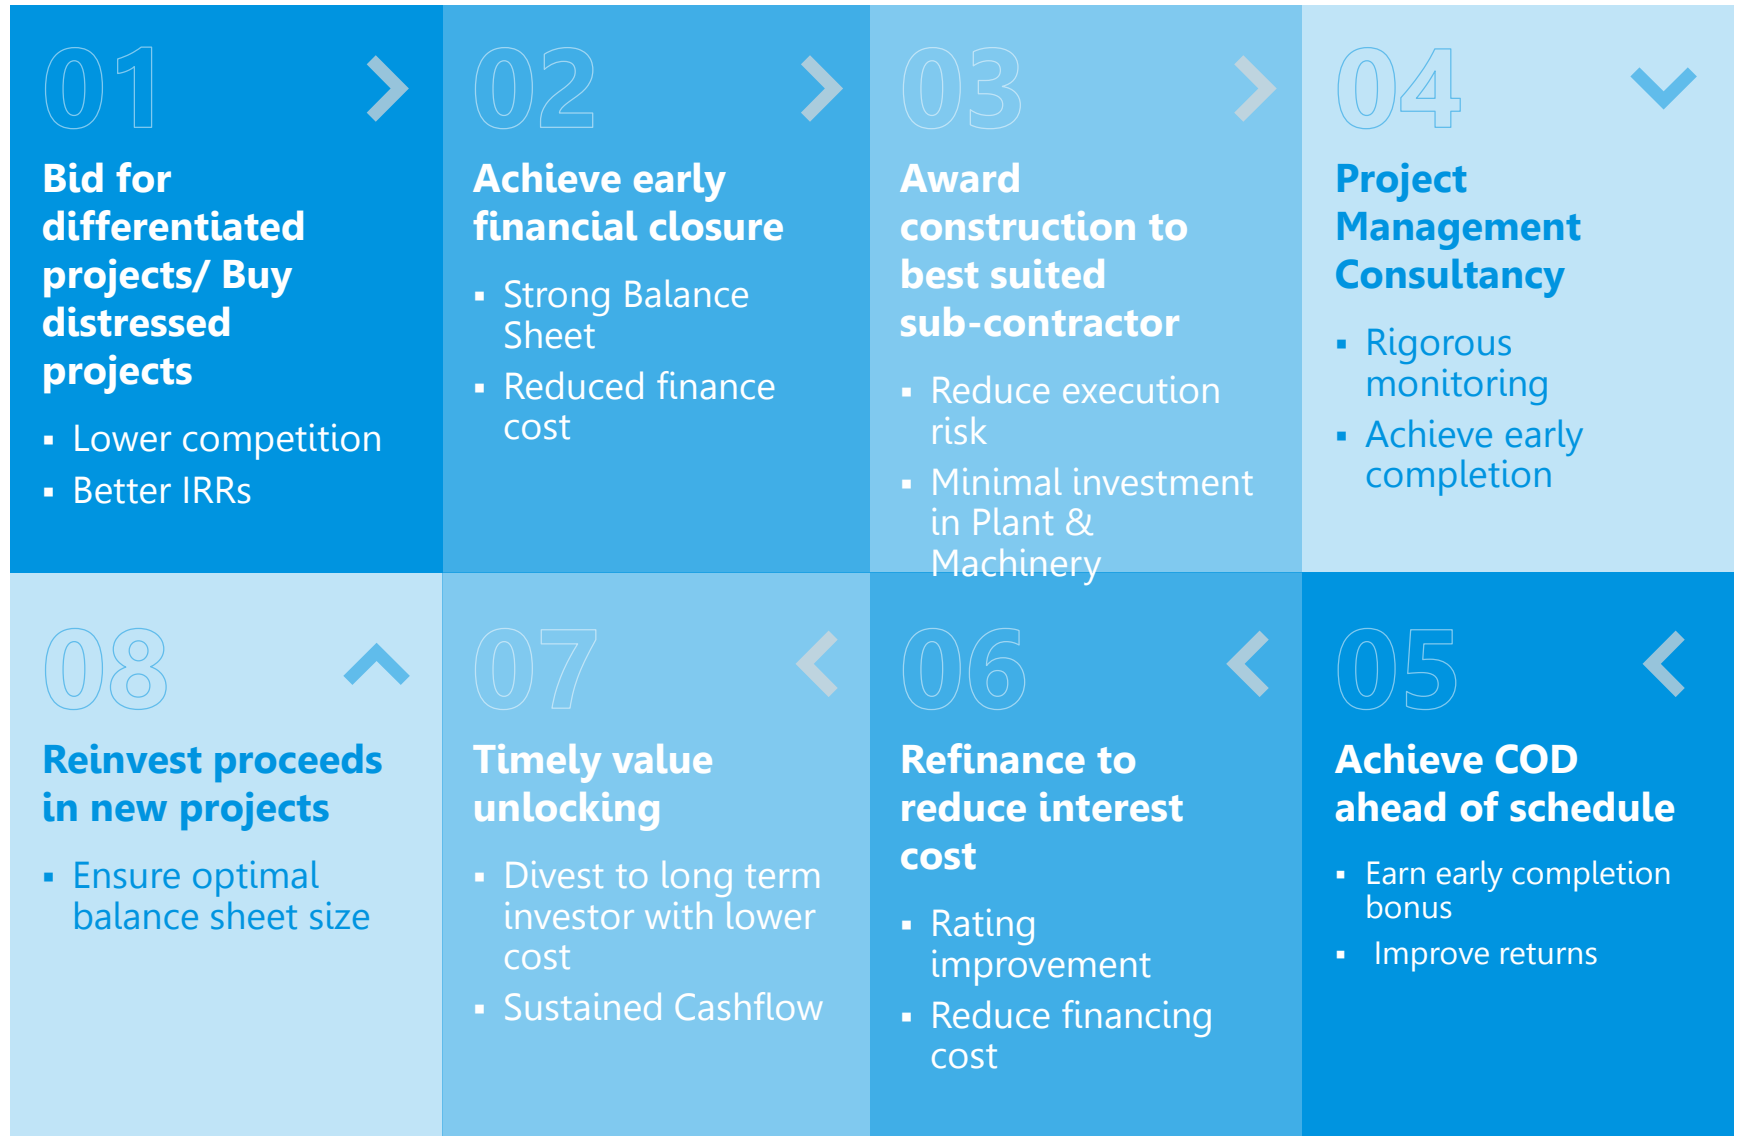 01
Bid for
differentiated
projects/ Buy
distressed
projects
▪ Lower competition
▪ Better IRRs
02
Achieve early
financial closure
▪ Strong Balance
Sheet
▪ Reduced finance
cost
03
Award
construction to
best suited
sub-contractor
▪ Reduce execution
risk
▪ Minimal investment
in Plant &
Machinery
04
Project
Management
Consultancy
▪ Rigorous
monitoring
▪ Achieve early
completion
05
Achieve COD
ahead of schedule
▪ Earn early completion
bonus
▪ Improve returns
06
Refinance to
reduce interest
cost
▪ Rating
improvement
▪ Reduce financing
cost
07
Timely value
unlocking
▪ Divest to long term
investor with lower
cost
▪ Sustained Cashflow
08
Reinvest proceeds
in new projects
▪ Ensure optimal
balance sheet size